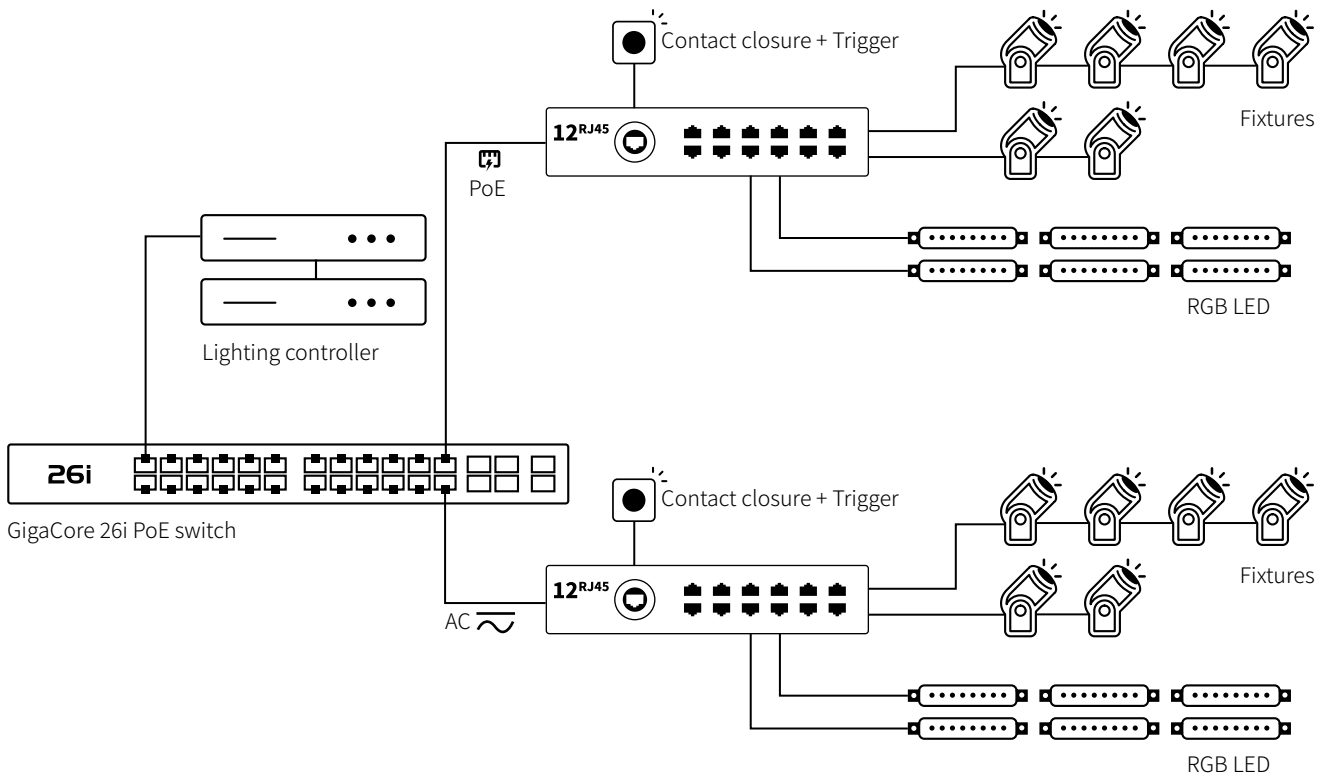 Contact closure + Trigger
12RJ45
Fixtures
PoE
RGB LED
Lighting controller
26i
GigaCore 26i PoE switch
Contact closure + Trigger
12RJ45
Fixtures
AC
RGB LED